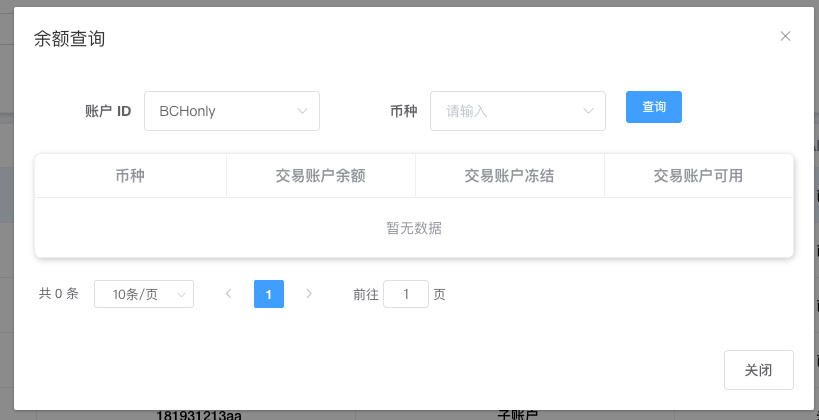 余额查询
账户 ID BCHonly 币种 请输入 查询
币种 交易账户余额 交易账户冻结 交易账户可用
暂无数据
共 0 条 10条/页 1 前往 1 页
关闭
181931213aa 子账户